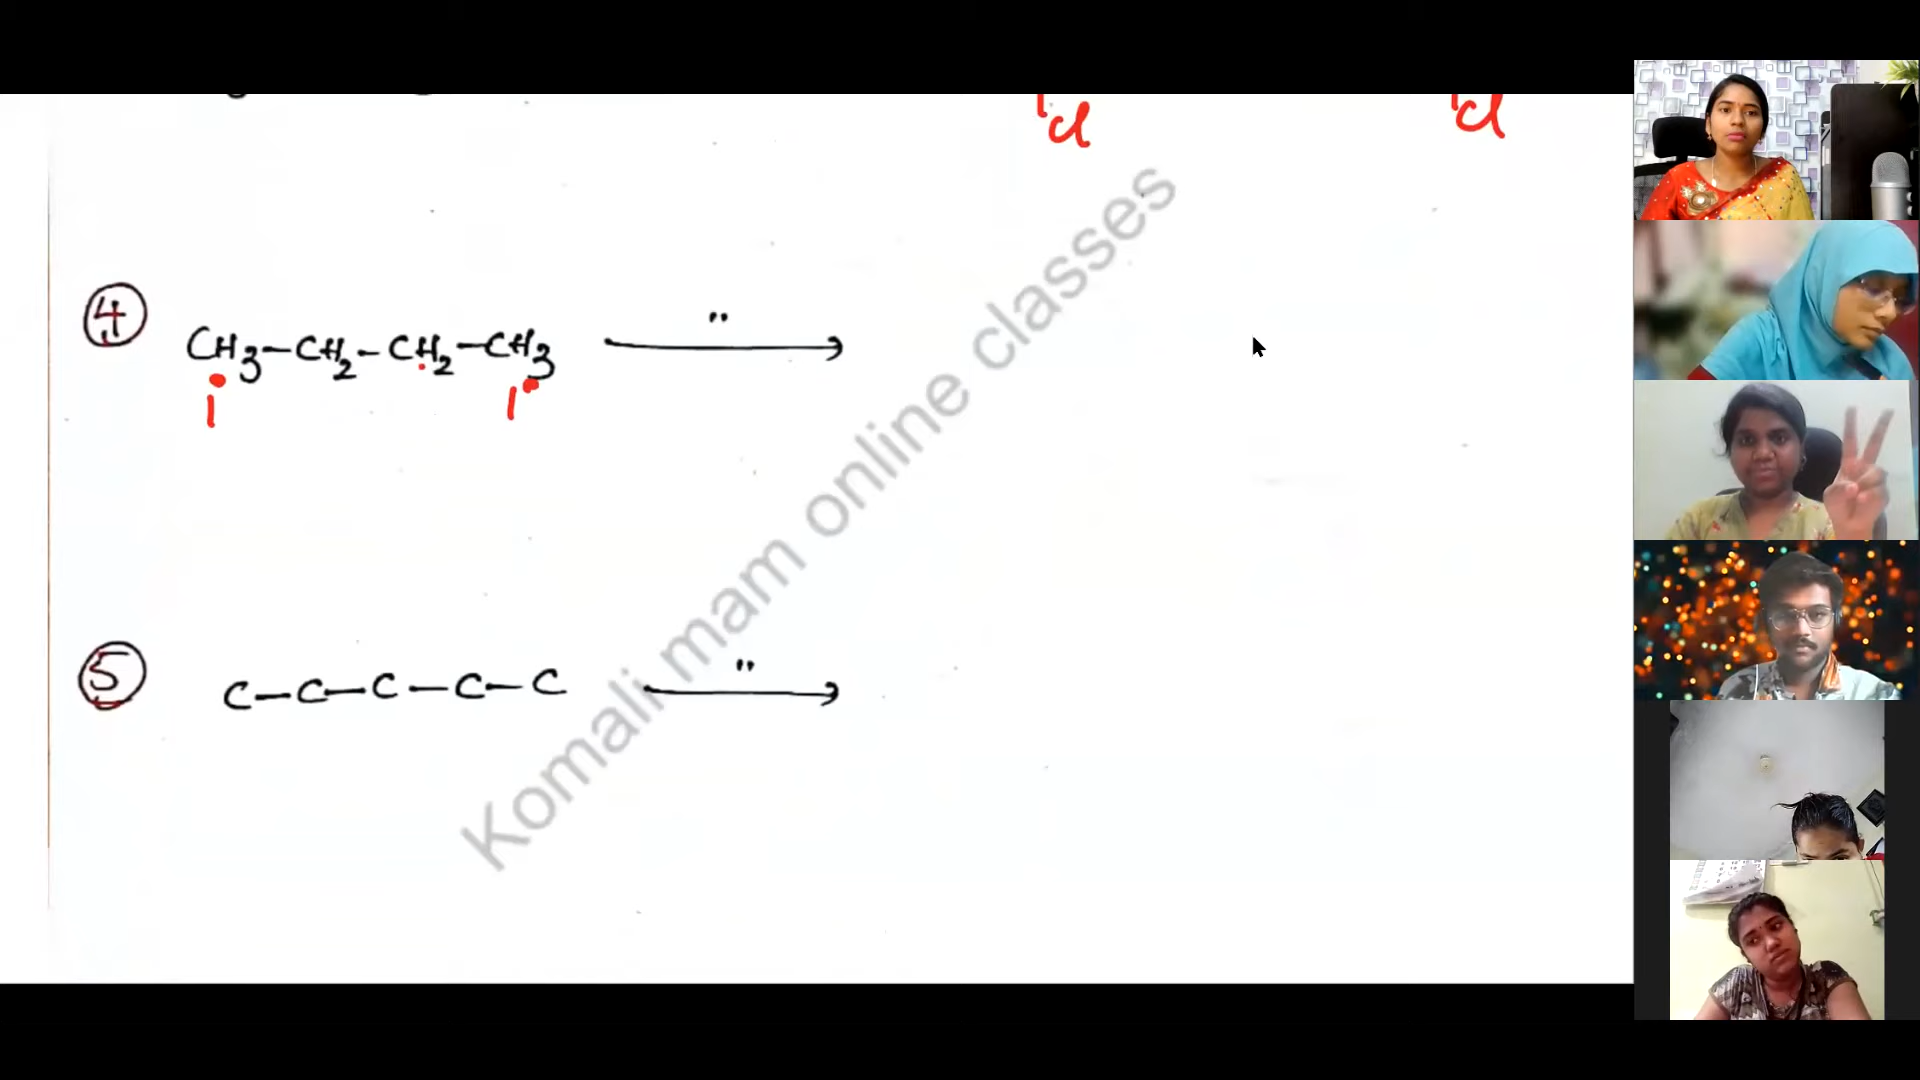 cl cl
4 CH3-CH2-CH2-CH3 "
1 1
5 C-C-C-C-C "
Komali mam online classes